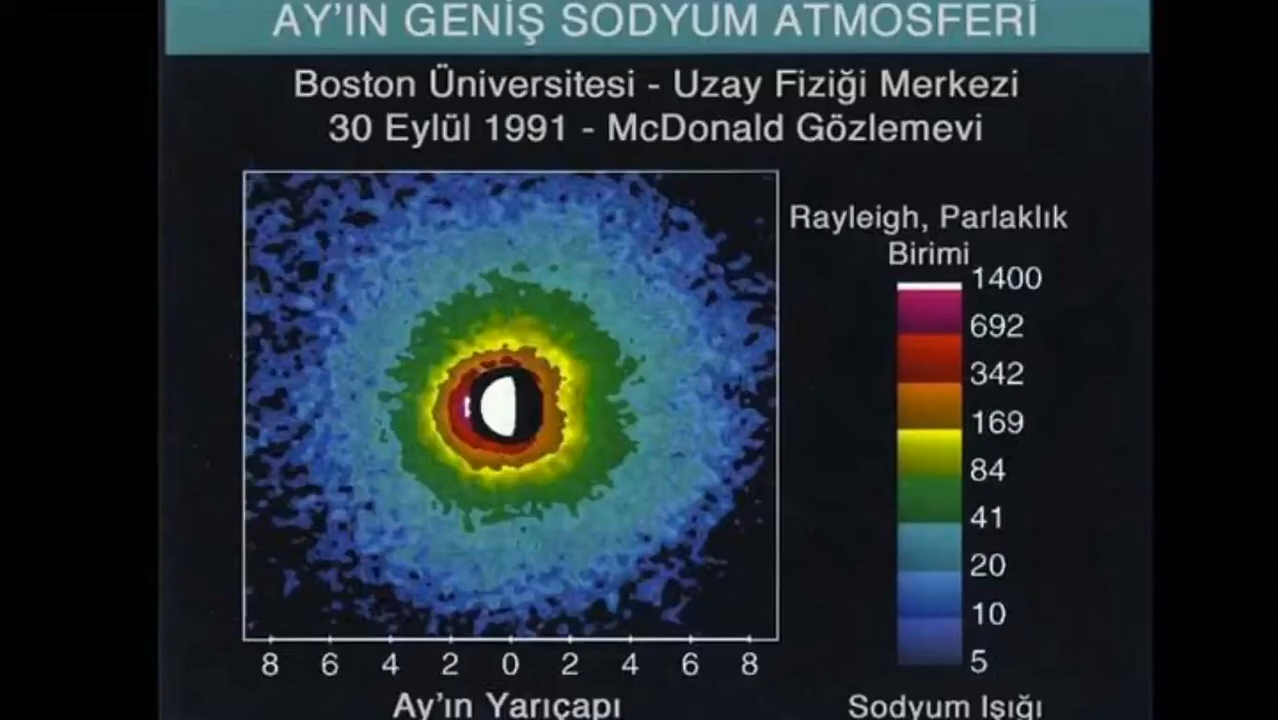 AY'IN GENİŞ SODYUM ATMOSFERİ
Boston Üniversitesi - Uzay Fiziği Merkezi
30 Eylül 1991 - McDonald Gözlemevi
Rayleigh, Parlaklık
Birimi
1400
692
342
169
84
41
20
10
5
8 6 4 2 0 2 4 6 8
Ay'ın Yarıçapı
Sodyum Işığı